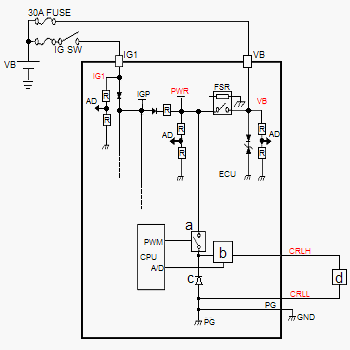 30A FUSE
IG SW
VB
IG1
VB
IG1
IGP
PWR
FSR
VB
R
AD
R
R
R
AD
R
R
R
AD
ECU
a
PWM
CPU
A/D
b
CRLH
c
d
CRLL
PG
PG
GND